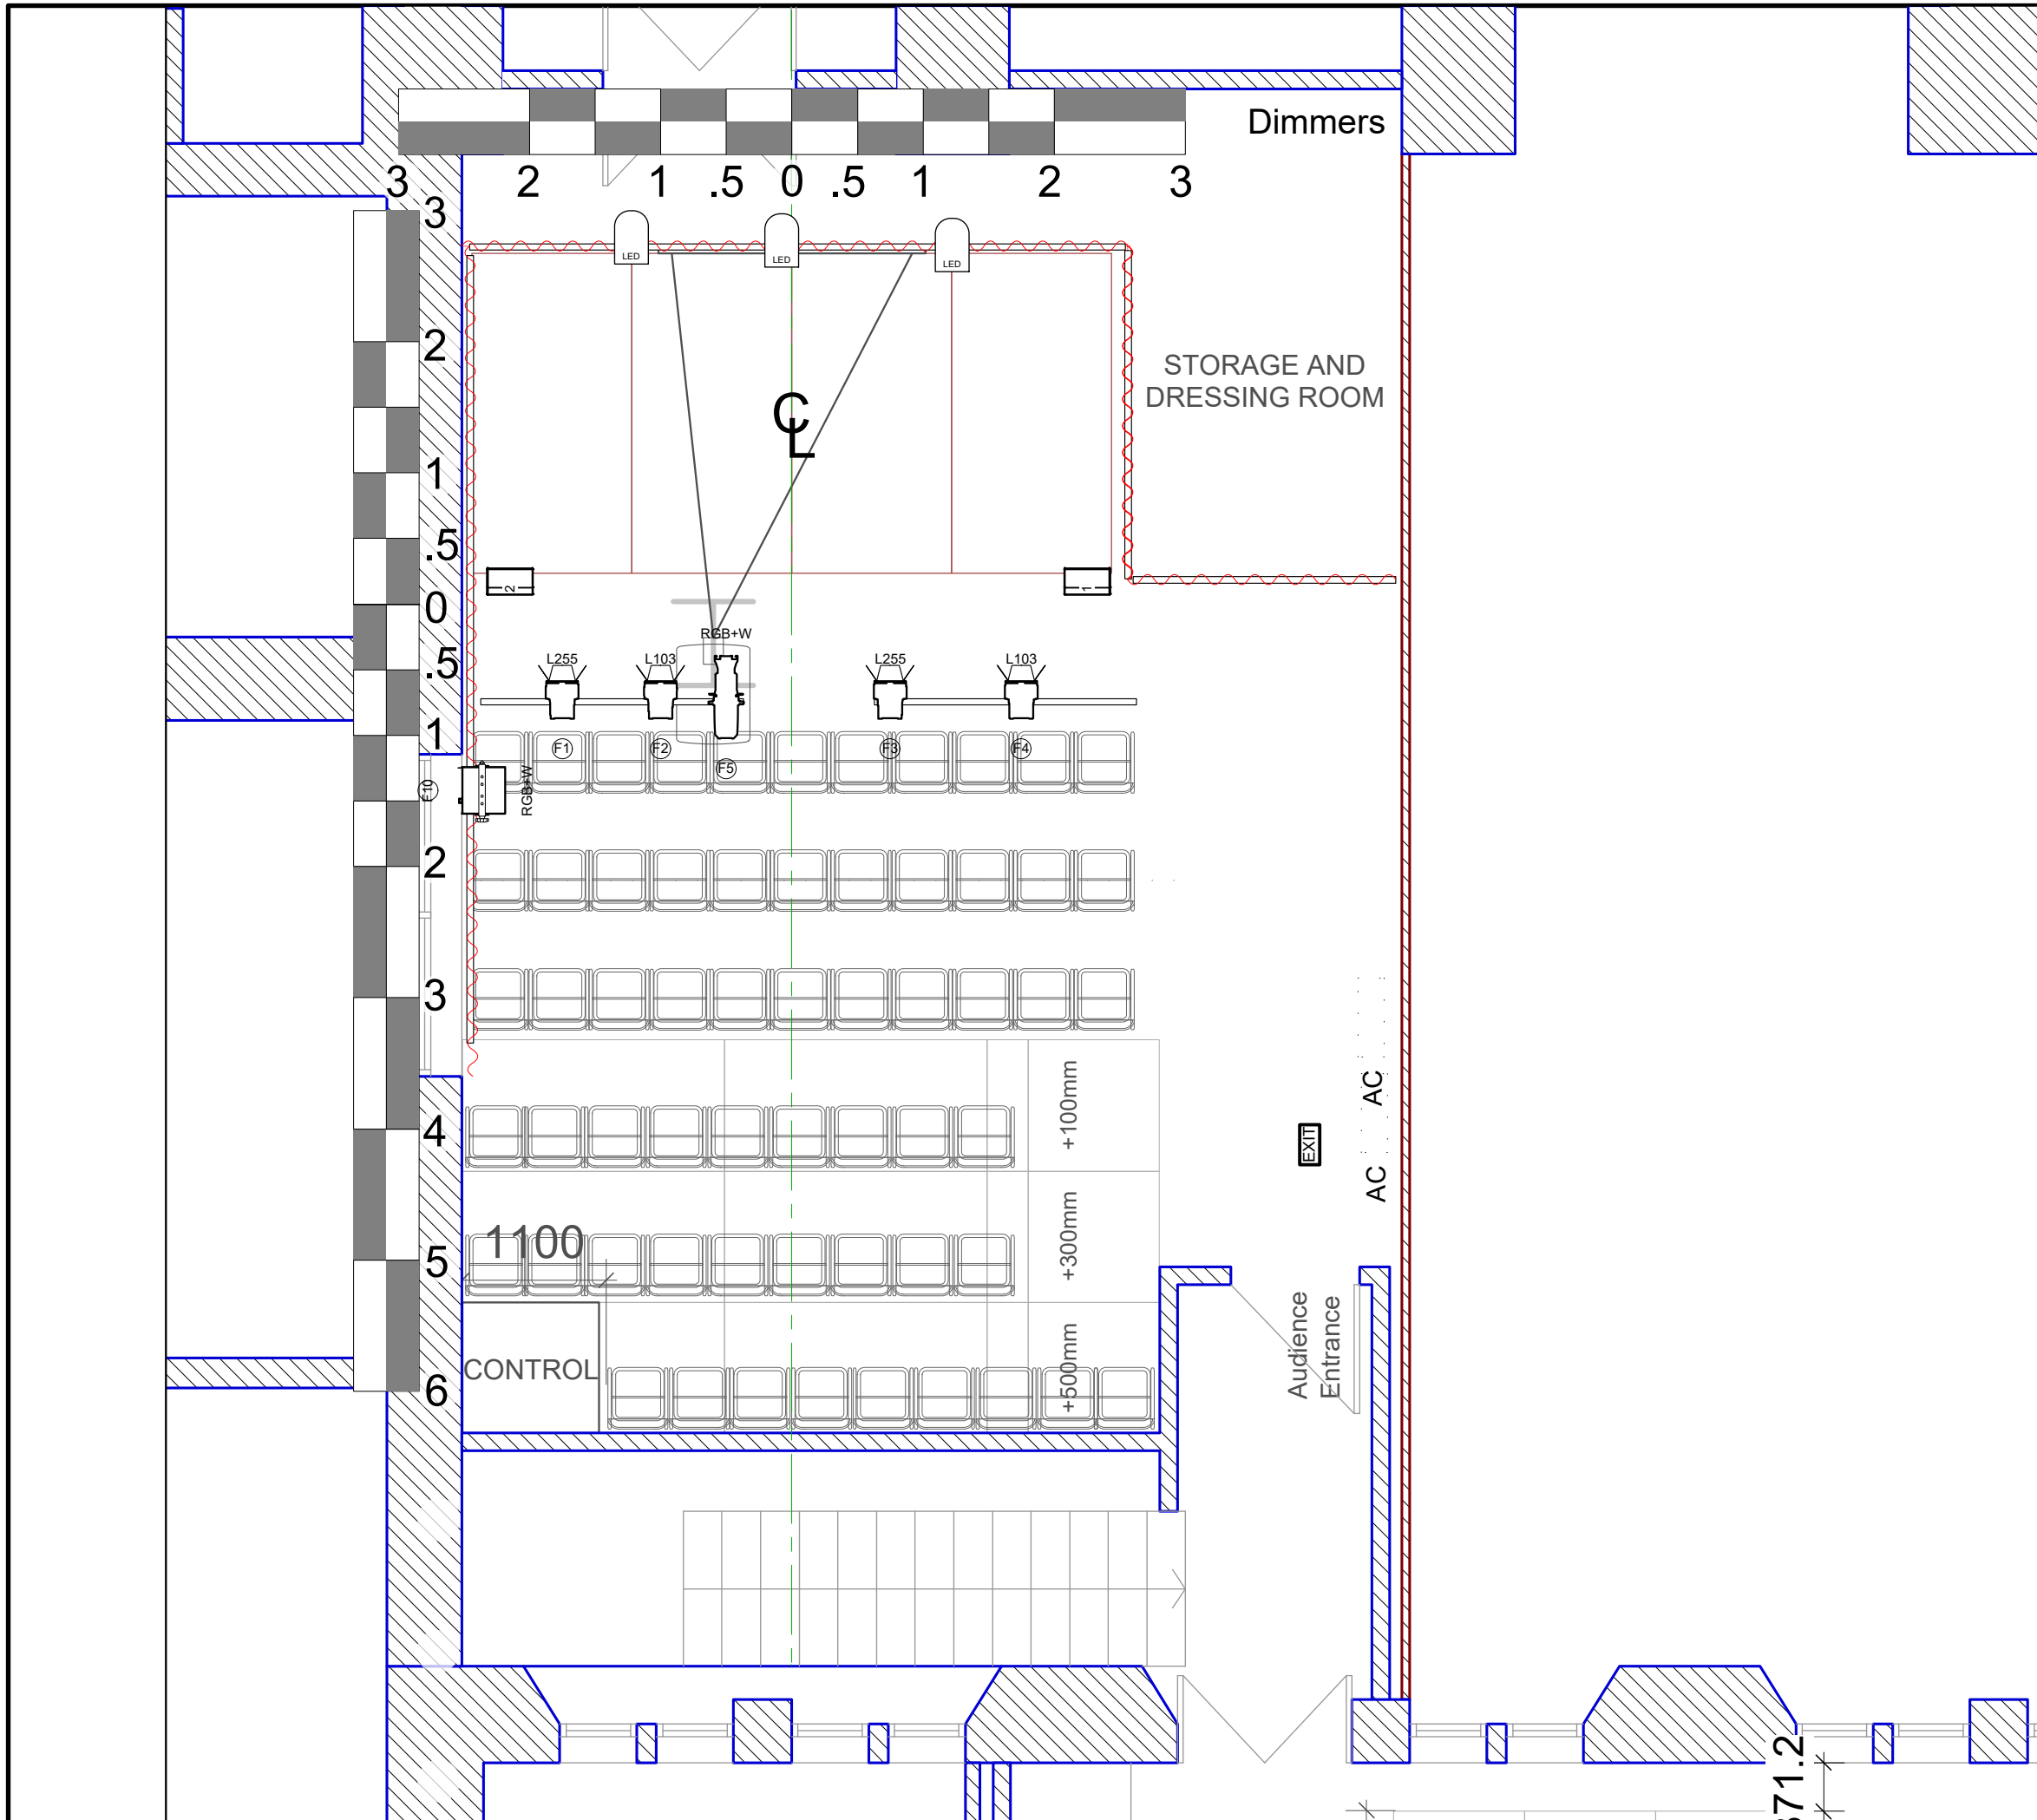 Dimmers
3 2 1 .5 0 .5 1 2 3
3
2
1
.5
0
.5
1
2
3
4
5
6
LED
LED
LED
STORAGE AND
DRESSING ROOM
℄
2
1
RGB+W
L255
L103
L255
L103
F1
F2
F3
F4
F5
F10
RGB+W
+100mm
AC
AC
EXIT
1100
+300mm
Audience
Entrance
CONTROL
+500mm